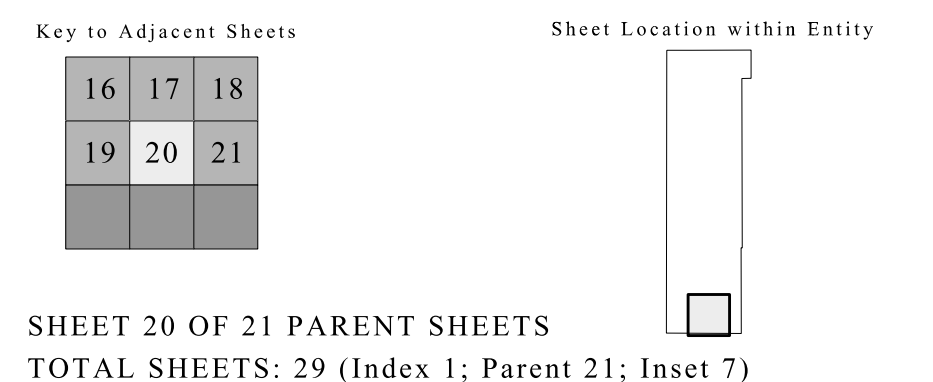 Key to Adjacent Sheets
Sheet Location within Entity
16 17 18
19 20 21
SHEET 20 OF 21 PARENT SHEETS
TOTAL SHEETS: 29 (Index 1; Parent 21; Inset 7)